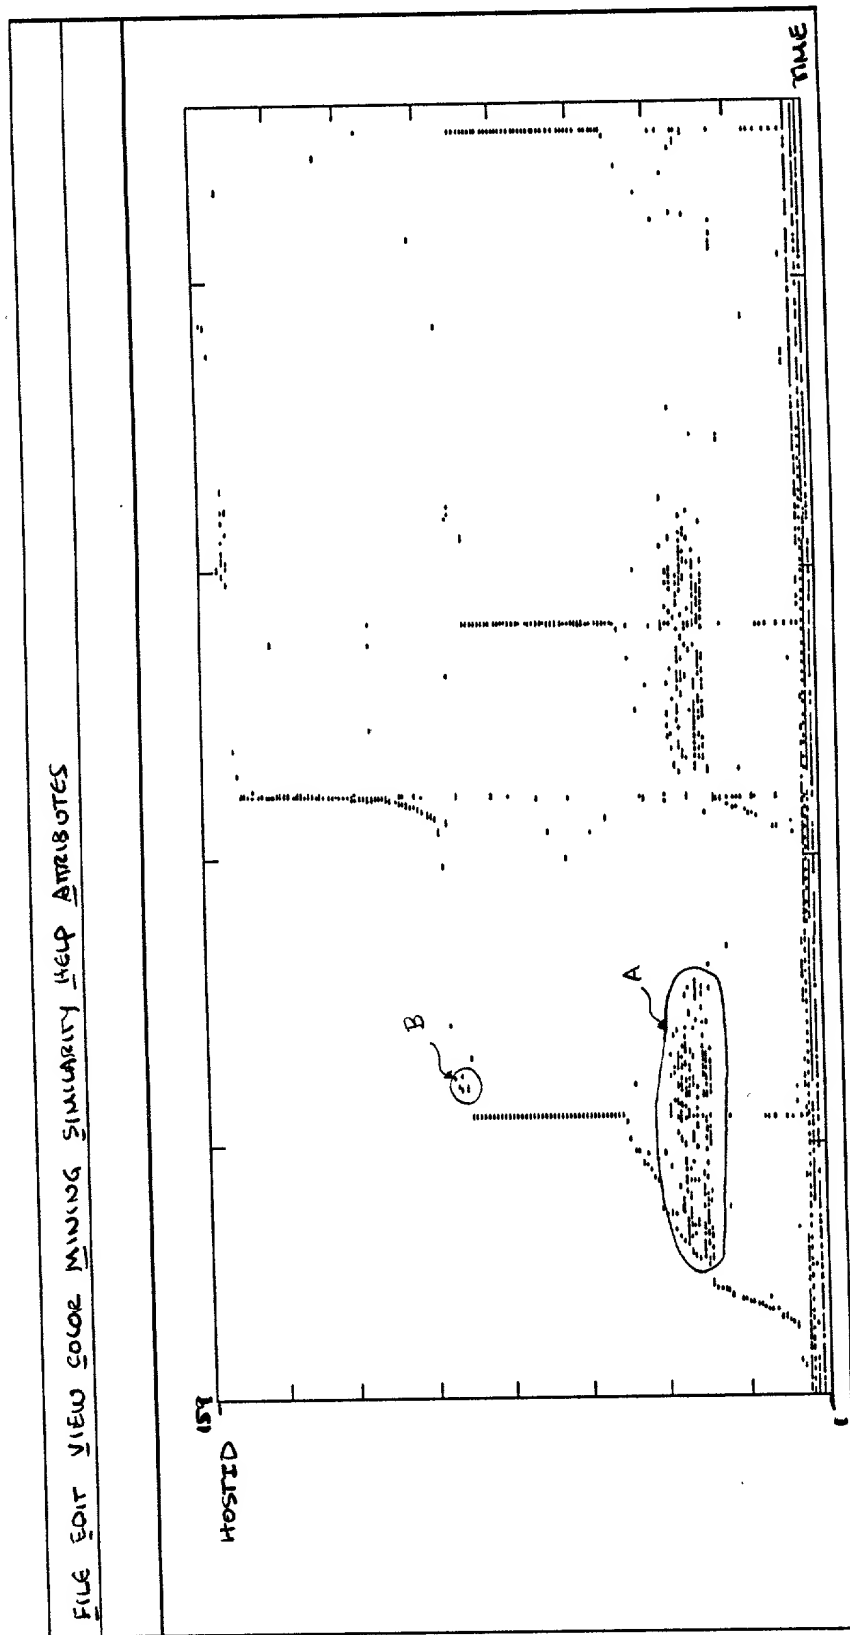 FILE EDIT VIEW COLOR MINING SIMILARITY HELP ATTRIBUTES
HOSTID
159
B
A
1
TIME